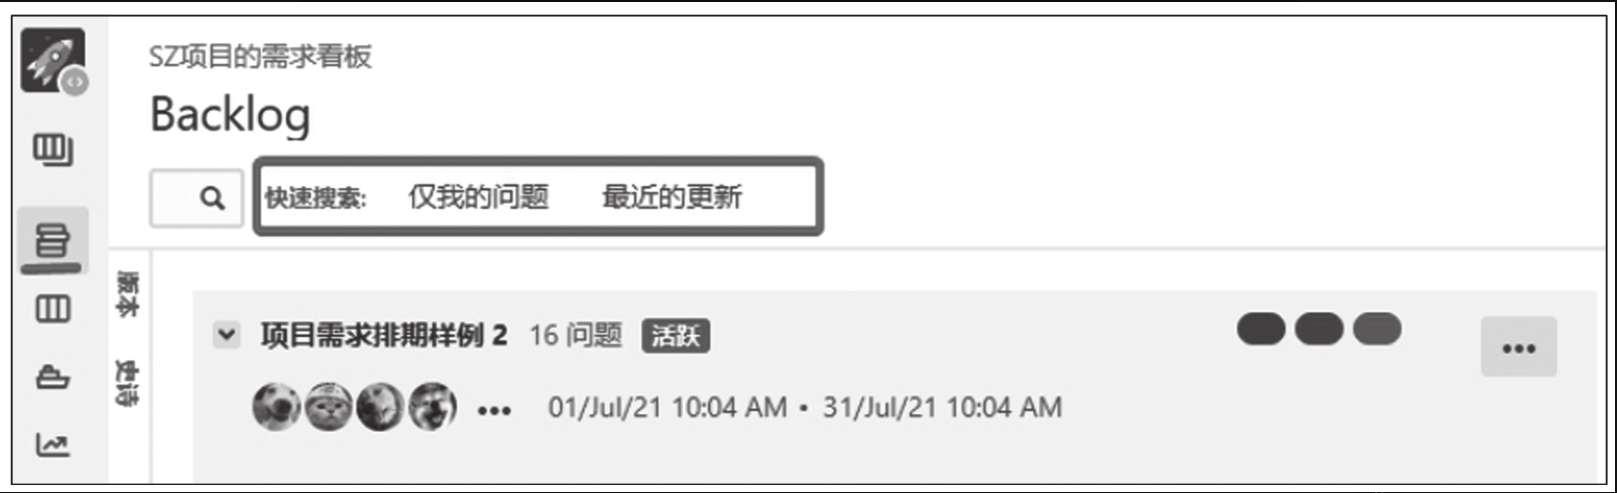 SZ项目的需求看板
Backlog
快速搜索: 仅我的问题 最近的更新
版本
史诗
项目需求排期样例 2 16 问题 活跃
01/Jul/21 10:04 AM • 31/Jul/21 10:04 AM